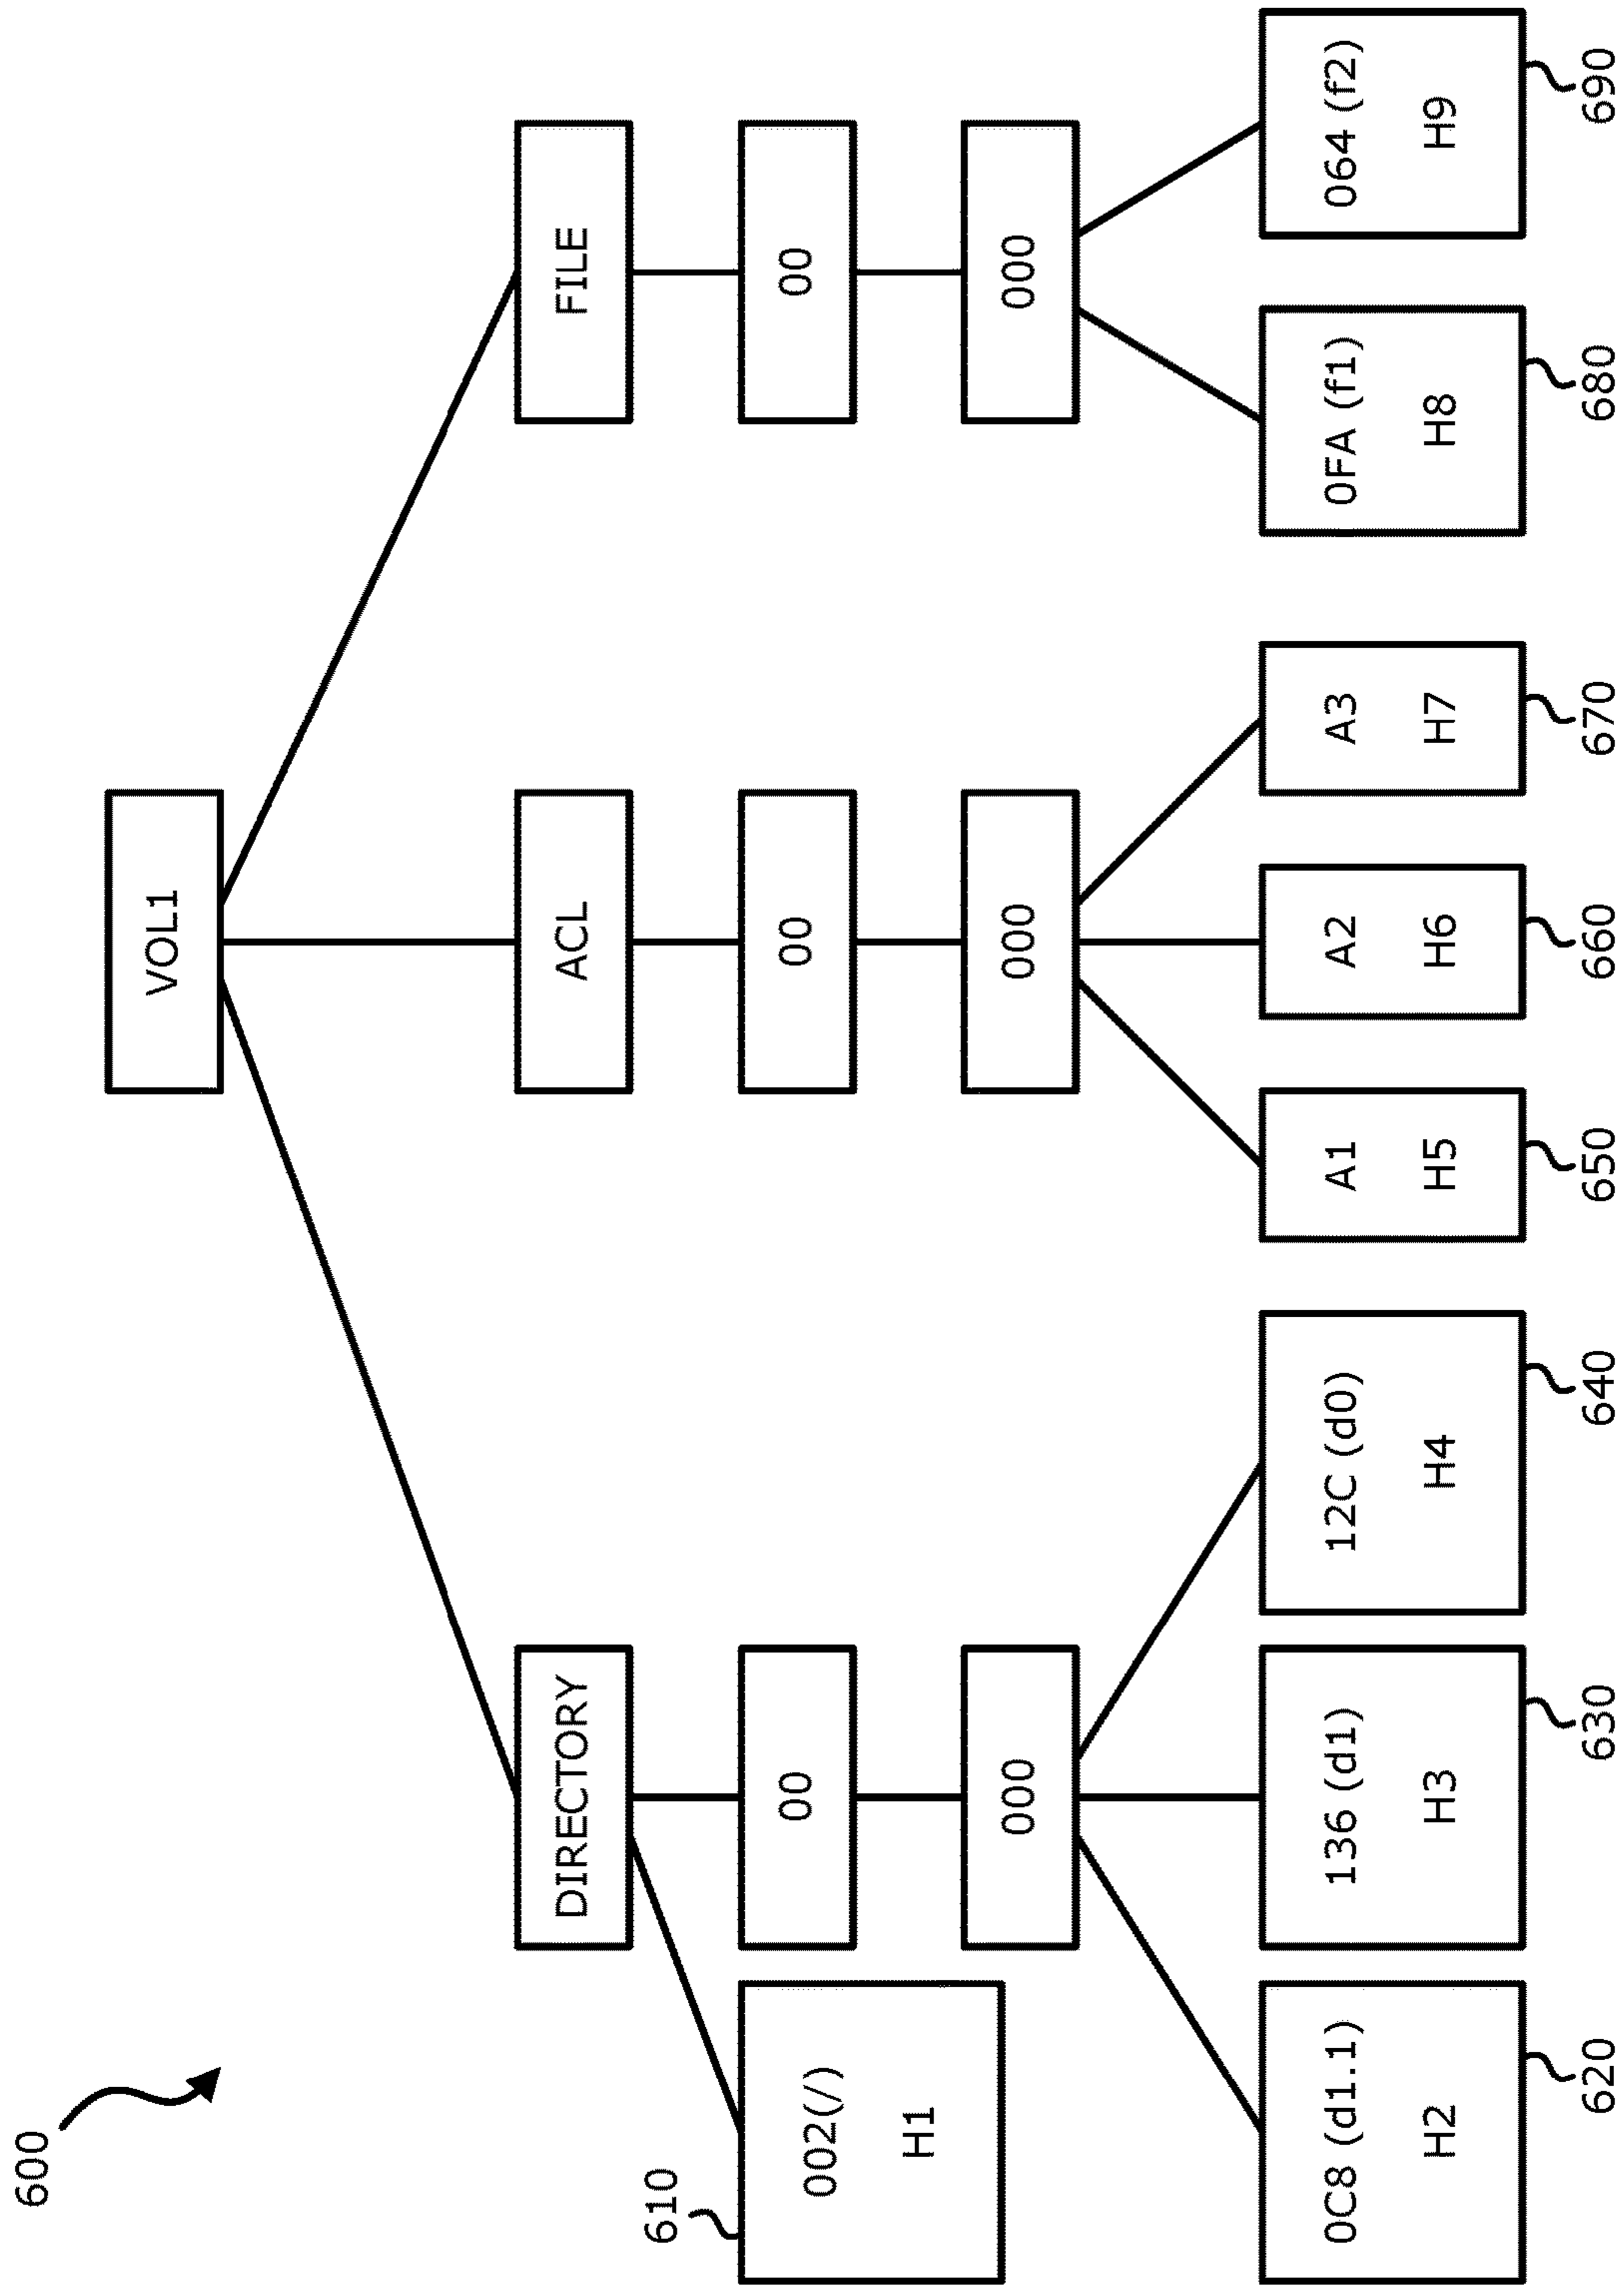 600
VOL1
DIRECTORY
ACL
FILE
610
002(/)
H1
00
00
00
000
000
000
0C8 (d1.1)
H2
136 (d1)
H3
12C (d0)
H4
A1
H5
A2
H6
A3
H7
0FA (f1)
H8
064 (f2)
H9
620
630
640
650
660
670
680
690